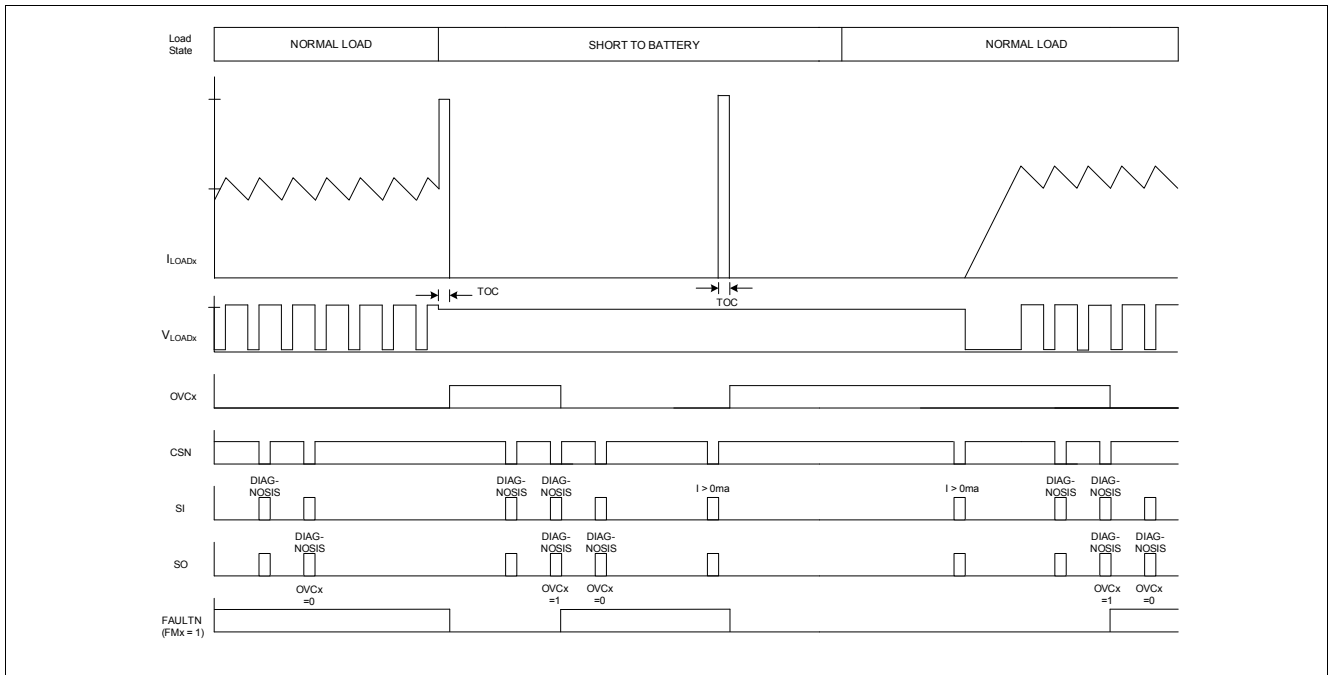 Load
State
NORMAL LOAD
SHORT TO BATTERY
NORMAL LOAD
ILOADx
TOC
TOC
VLOADx
OVCx
CSN
DIAG-
NOSIS
DIAG-
NOSIS
DIAG-
NOSIS
I > 0ma
I > 0ma
DIAG-
NOSIS
DIAG-
NOSIS
SI
DIAG-
NOSIS
DIAG-
NOSIS
DIAG-
NOSIS
DIAG-
NOSIS
DIAG-
NOSIS
SO
OVCx
=0
OVCx
=1
OVCx
=0
OVCx
=1
OVCx
=0
FAULTN
(FMx = 1)